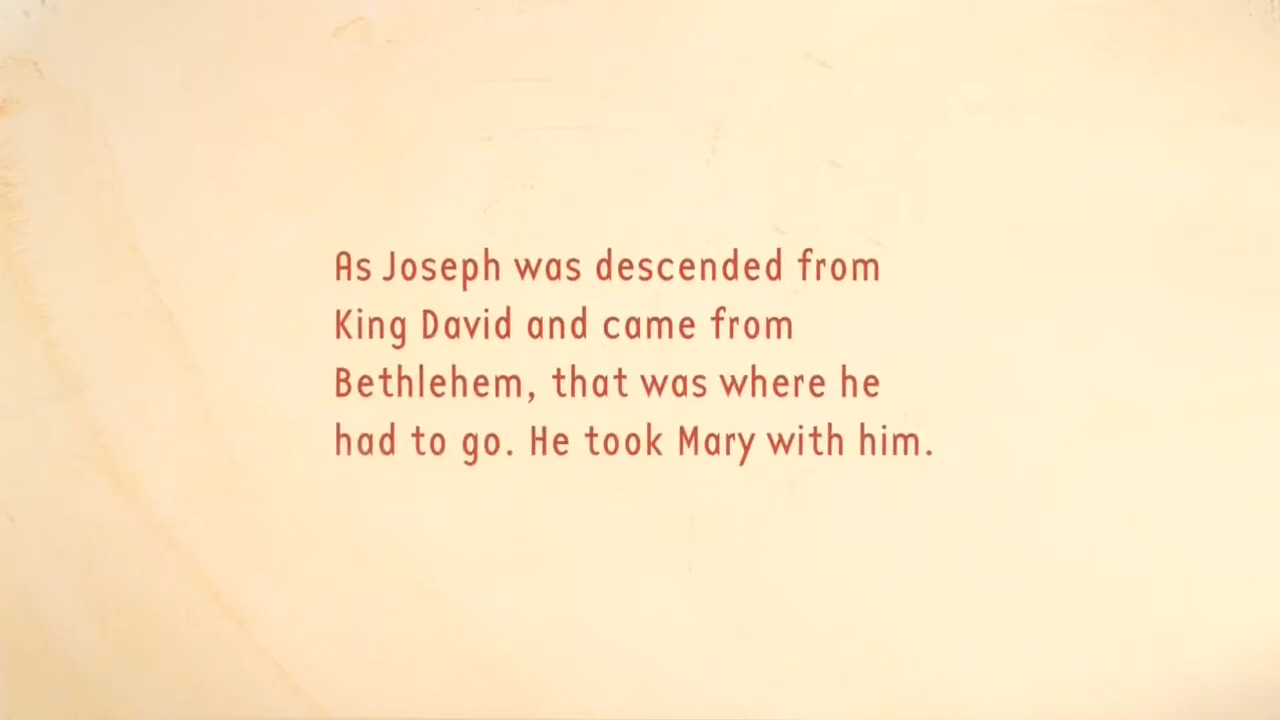 As Joseph was descended from
King David and came from
Bethlehem, that was where he
had to go. He took Mary with him.